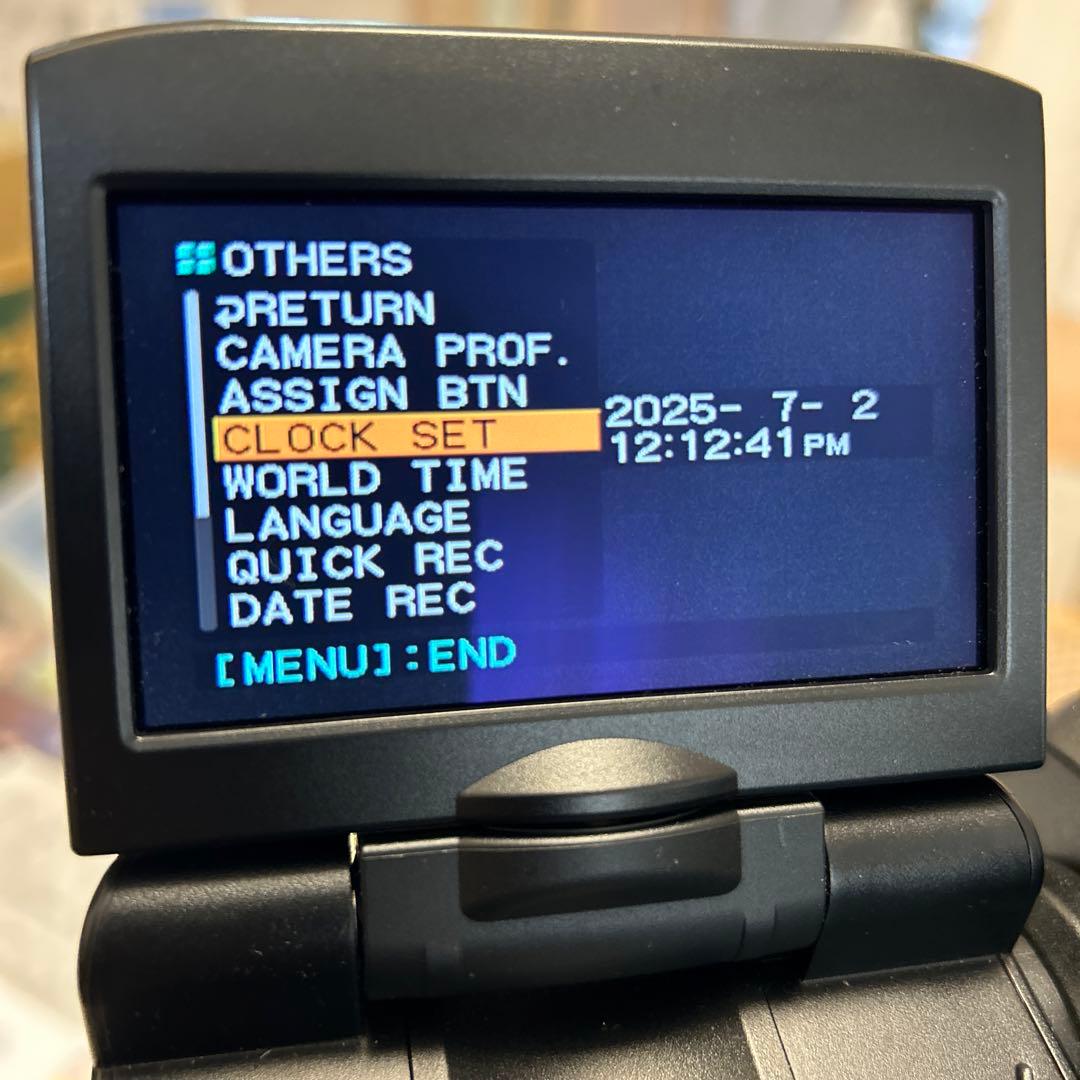 OTHERS
RETURN
CAMERA PROF.
ASSIGN BTN
CLOCK SET
2025- 7- 2
12:12:41PM
WORLD TIME
LANGUAGE
QUICK REC
DATE REC
[MENU]:END